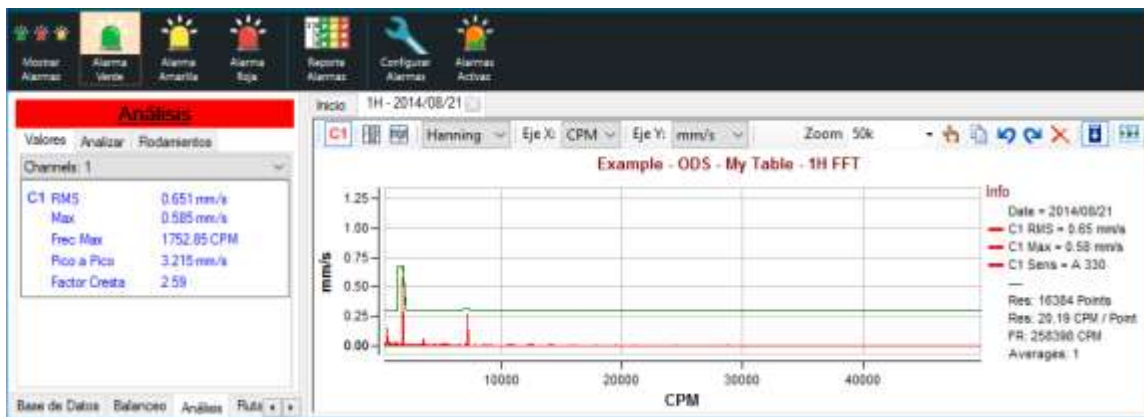 Mostrar Alarmas
Alarma Verde
Alarma Amarilla
Alarma Roja
Reporte Alarmas
Configurar Alarmas
Alarmas Activas
Análisis
Valores Analizar Rodamientos
Channels: 1
C1 RMS 0.651 mm/s
Max 0.585 mm/s
Frec Max 1752.85 CPM
Pico a Pico 3.215 mm/s
Factor Cresta 2.59
Base de Datos Balanceo Análisis Ruta
Inicio 1H - 2014/08/21
C1 Hanning Eje X: CPM Eje Y: mm/s Zoom 50k
Example - ODS - My Table - 1H FFT
mm/s
1.25
1.00
0.75
0.50
0.25
0.00
10000 20000 30000 40000
CPM
Info
Date = 2014/08/21
C1 RMS = 0.65 mm/s
C1 Max = 0.58 mm/s
C1 Sens = A 330
Res: 16384 Points
Res: 20.19 CPM / Point
FR: 258398 CPM
Averages: 1